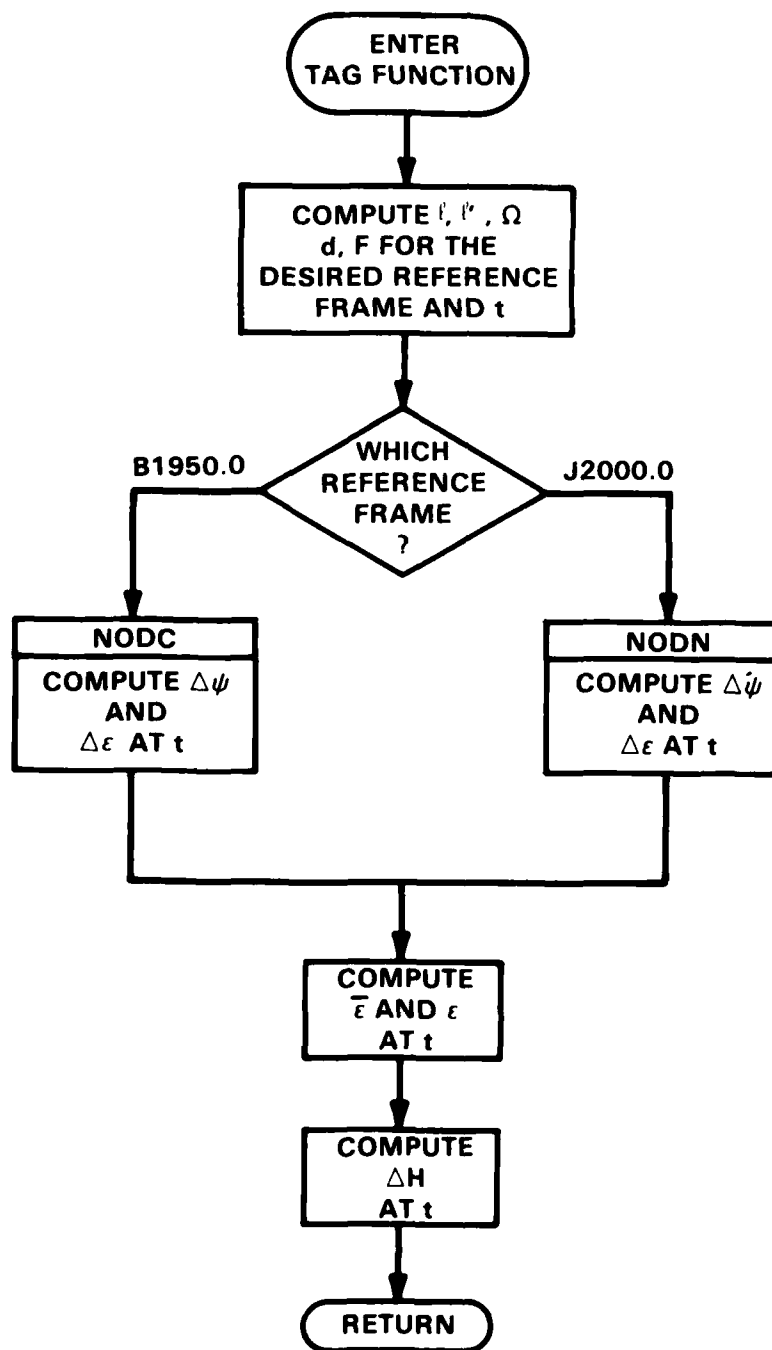 ENTER
TAG FUNCTION
COMPUTE l, l', Ω
d, F FOR THE
DESIRED REFERENCE
FRAME AND t
WHICH
REFERENCE
FRAME
?
B1950.0
J2000.0
NODC
COMPUTE Δψ
AND
Δε AT t
NODN
COMPUTE Δψ
AND
Δε AT t
COMPUTE
ε̅ AND ε
AT t
COMPUTE
ΔH
AT t
RETURN